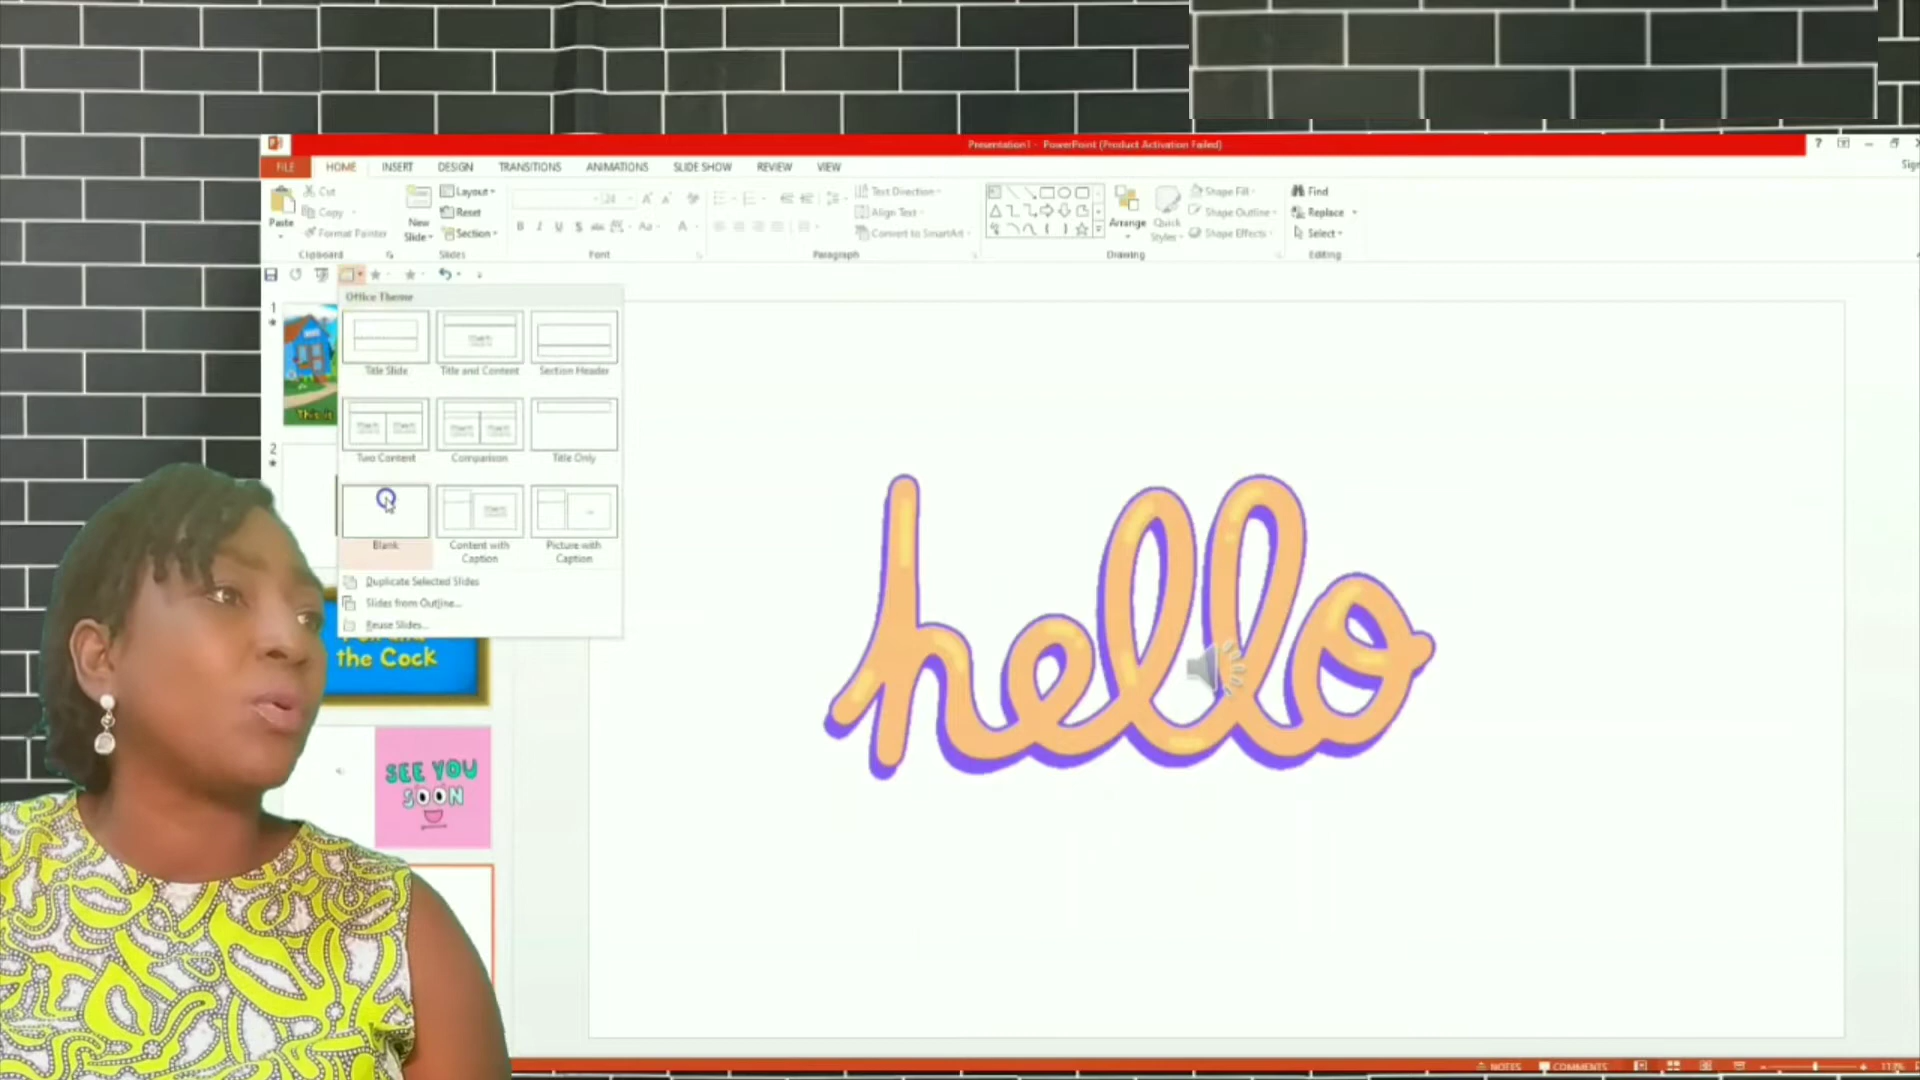 Presentation1 - PowerPoint (Product Activation Failed)
FILE HOME INSERT DESIGN TRANSITIONS ANIMATIONS SLIDE SHOW REVIEW VIEW
Cut Layout Text Direction Shape Fill Find
Copy Reset Align Text Shape Outline Replace
Paste New Slide Arrange Quick Styles
Format Painter Section Convert to SmartArt Shape Effects Select
Clipboard Slides Font Paragraph Drawing Editing
Office Theme
1
Title Slide Title and Content Section Header
This is
2
Two Content Comparison Title Only
Blank Content with Caption Picture with Caption
Duplicate Selected Slides
Slides from Outline...
Reuse Slides...
the Cock
hello
SEE YOU
SOON
NOTES COMMENTS